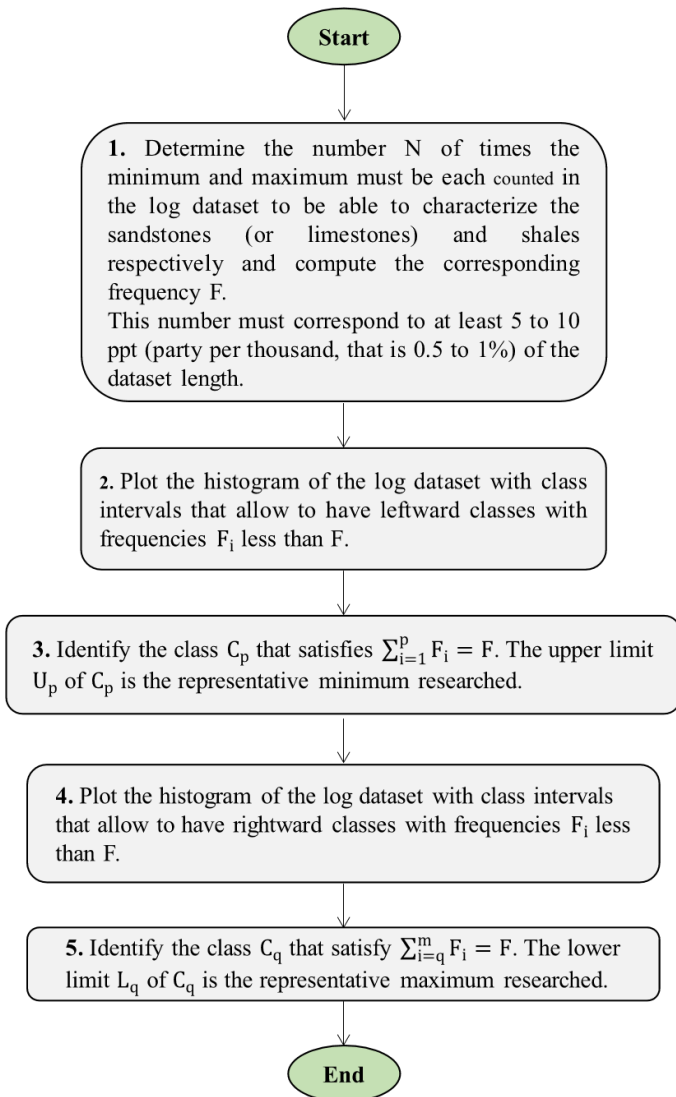 Start
1. Determine the number N of times the
minimum and maximum must be each counted in
the log dataset to be able to characterize the
sandstones (or limestones) and shales
respectively and compute the corresponding
frequency F.
This number must correspond to at least 5 to 10
ppt (party per thousand, that is 0.5 to 1%) of the
dataset length.
2. Plot the histogram of the log dataset with class
intervals that allow to have leftward classes with
frequencies Fᵢ less than F.
3. Identify the class Cₚ that satisfies ∑ᵢ₌₁ᵖ Fᵢ = F. The upper limit
Uₚ of Cₚ is the representative minimum researched.
4. Plot the histogram of the log dataset with class intervals
that allow to have rightward classes with frequencies Fᵢ less
than F.
5. Identify the class C_q that satisfy ∑ᵢ₌qᵐ Fᵢ = F. The lower
limit L_q of C_q is the representative maximum researched.
End